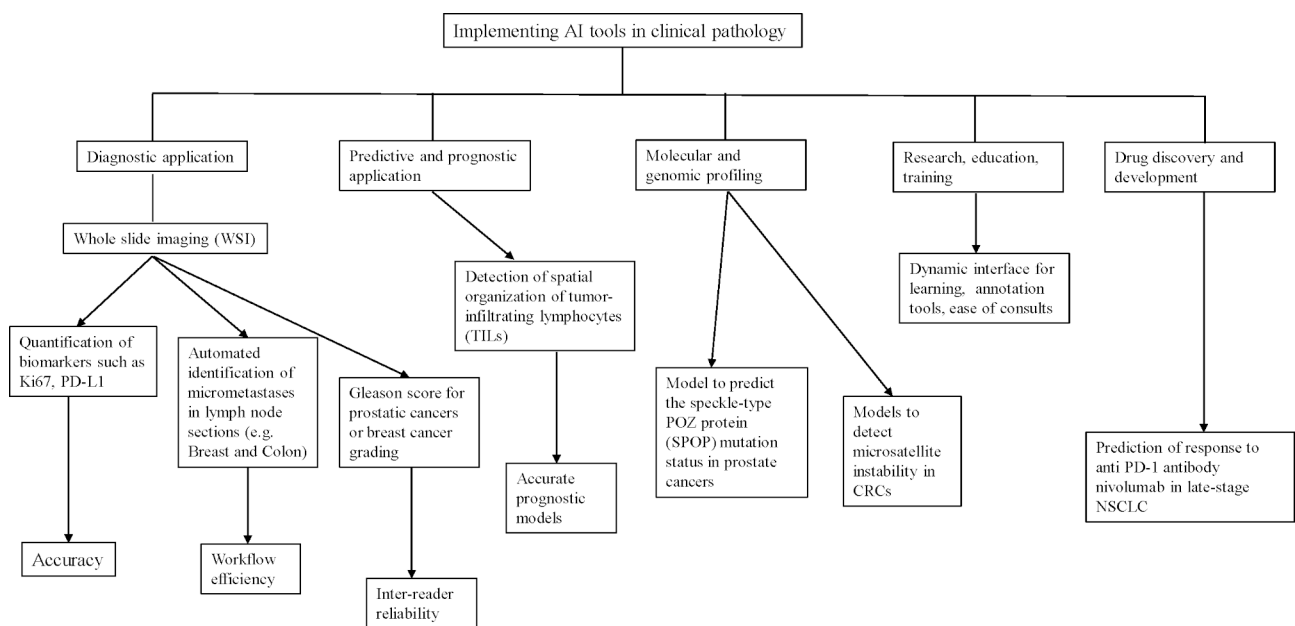 Implementing AI tools in clinical pathology
Diagnostic application
Predictive and prognostic
application
Molecular and
genomic profiling
Research, education,
training
Drug discovery and
development
Whole slide imaging (WSI)
Detection of spatial
organization of tumor-
infiltrating lymphocytes
(TILs)
Dynamic interface for
learning, annotation
tools, ease of consults
Quantification of
biomarkers such as
Ki67, PD-L1
Automated
identification of
micrometastases
in lymph node
sections (e.g.
Breast and Colon)
Gleason score for
prostatic cancers
or breast cancer
grading
Model to predict
the speckle-type
POZ protein
(SPOP) mutation
status in prostate
cancers
Models to
detect
microsatellite
instability in
CRCs
Prediction of response to
anti PD-1 antibody
nivolumab in late-stage
NSCLC
Accurate
prognostic
models
Accuracy
Workflow
efficiency
Inter-reader
reliability